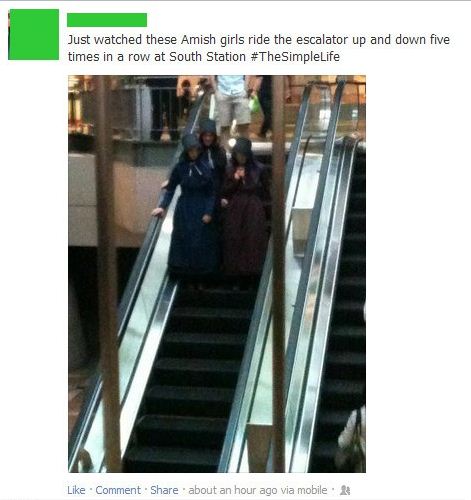 Just watched these Amish girls ride the escalator up and down five
times in a row at South Station #TheSimpleLife
Like · Comment · Share · about an hour ago via mobile ·